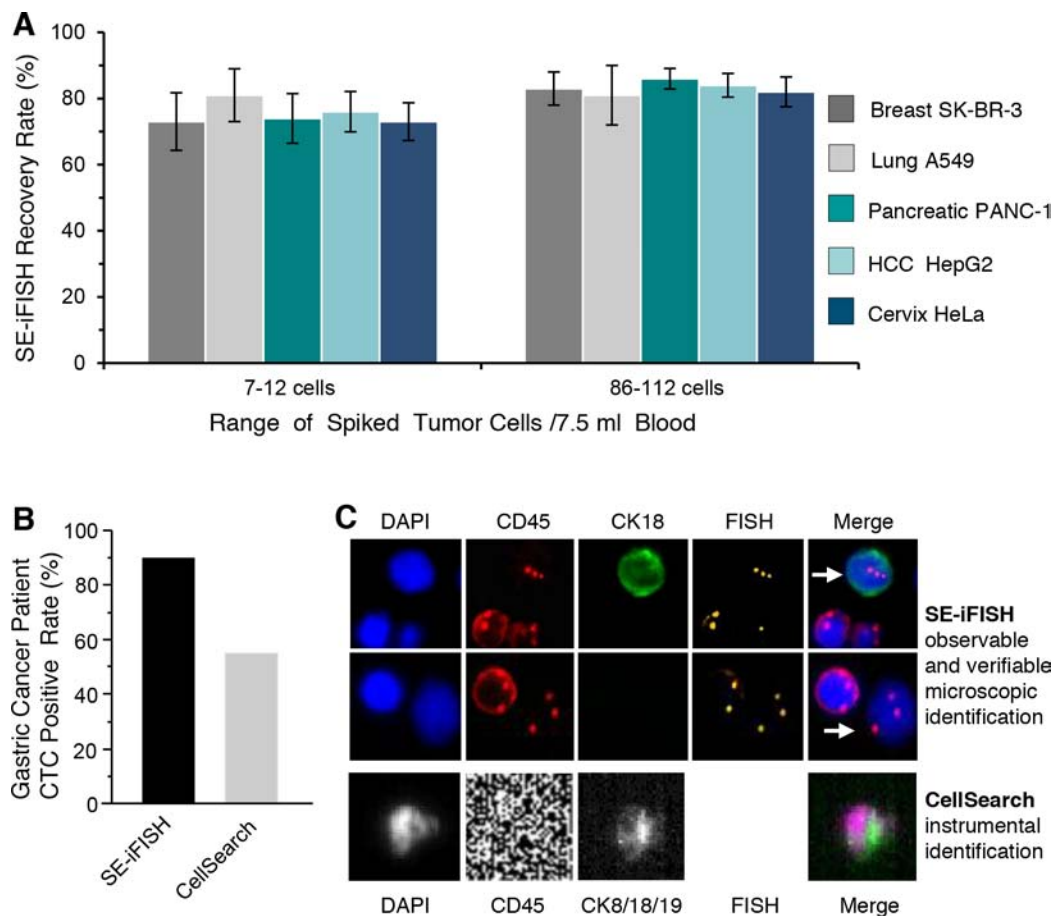 A
SE-iFISH Recovery Rate (%)
100
80
60
40
20
0
7-12 cells
86-112 cells
Range of Spiked Tumor Cells /7.5 ml Blood
Breast SK-BR-3
Lung A549
Pancreatic PANC-1
HCC HepG2
Cervix HeLa
B
Gastric Cancer Patient
CTC Positive Rate (%)
100
80
60
40
20
0
SE-iFISH
CellSearch
C
DAPI CD45 CK18 FISH Merge
SE-iFISH
observable
and verifiable
microscopic
identification
CellSearch
instrumental
identification
DAPI CD45 CK8/18/19 FISH Merge